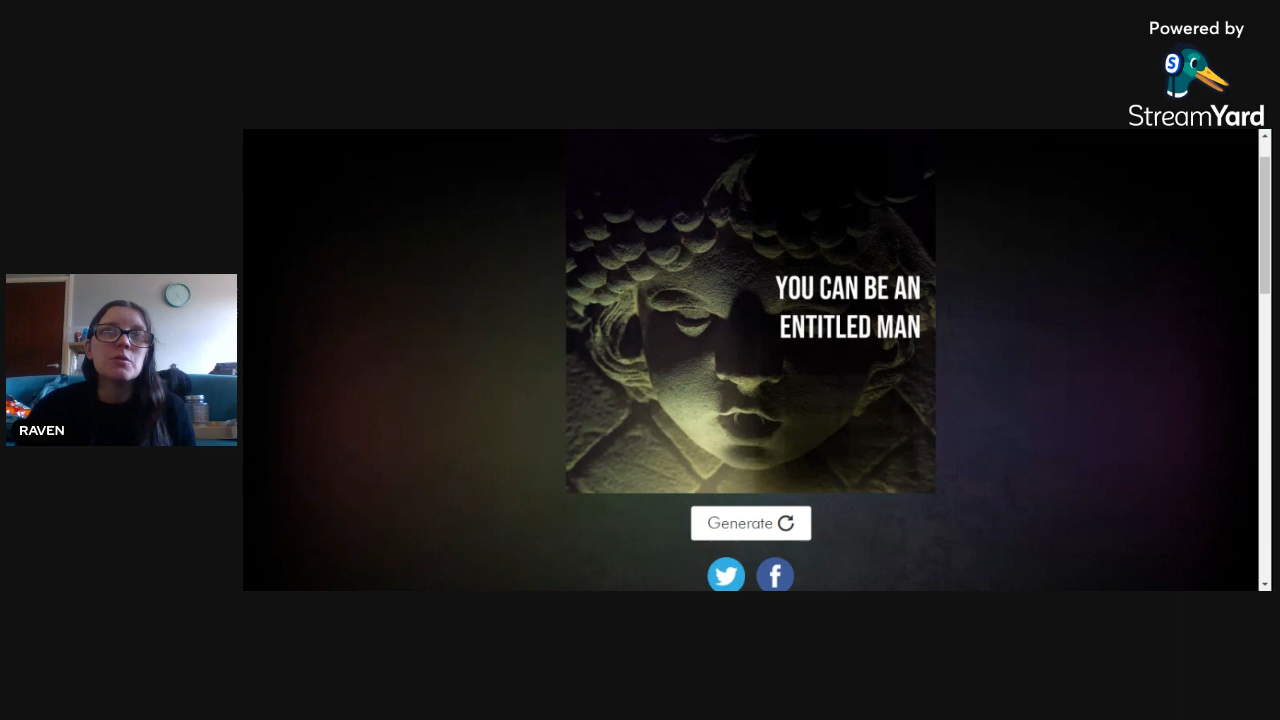 Powered by
S
StreamYard
YOU CAN BE AN
ENTITLED MAN
RAVEN
Generate
f